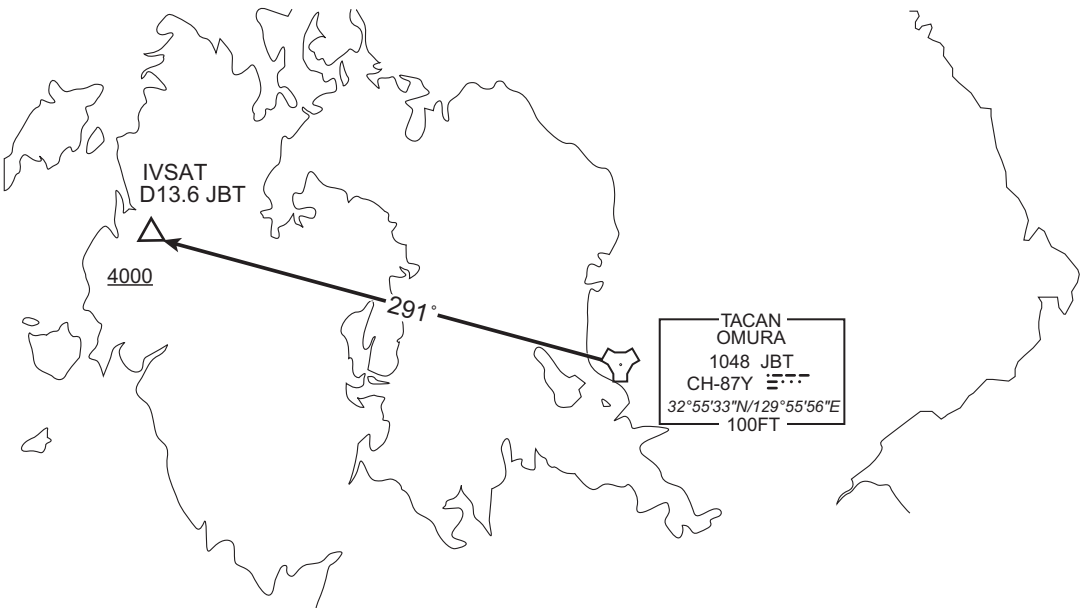 IVSAT
D13.6 JBT
4000
291°
TACAN
OMURA
1048 JBT
CH-87Y
32°55'33"N/129°55'56"E
100FT